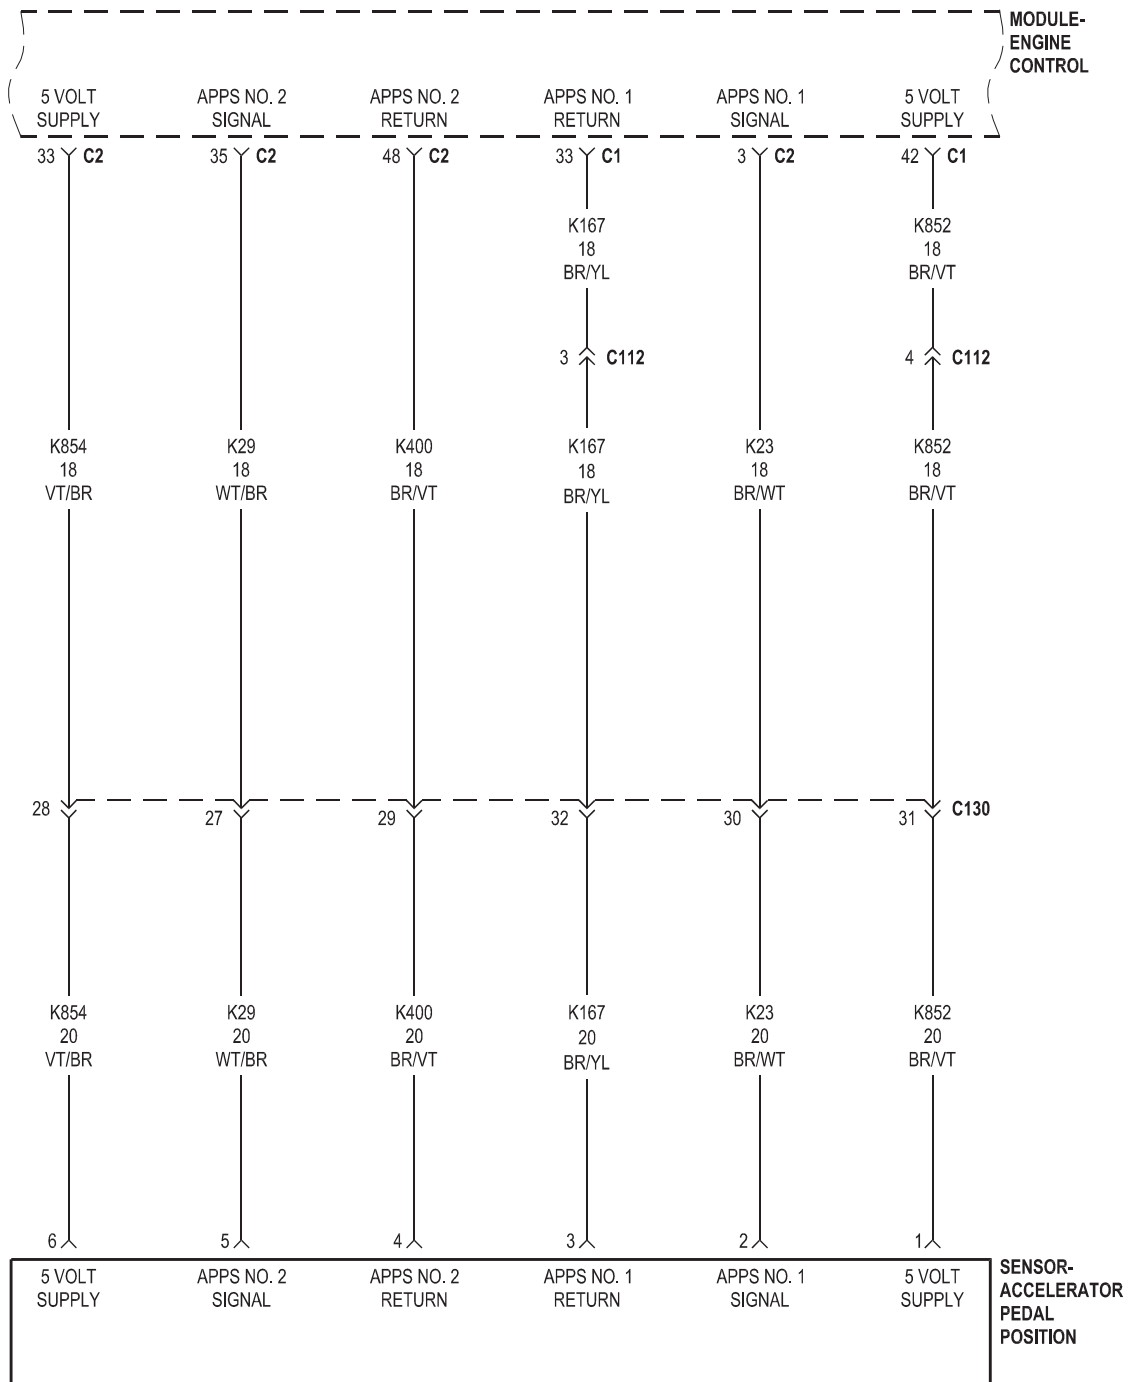 MODULE-
ENGINE
CONTROL
5 VOLT
SUPPLY
APPS NO. 2
SIGNAL
APPS NO. 2
RETURN
APPS NO. 1
RETURN
APPS NO. 1
SIGNAL
5 VOLT
SUPPLY
33 C2
35 C2
48 C2
33 C1
3 C2
42 C1
K167
18
BR/YL
K852
18
BR/VT
3 C112
4 C112
K854
18
VT/BR
K29
18
WT/BR
K400
18
BR/VT
K167
18
BR/YL
K23
18
BR/WT
K852
18
BR/VT
28
27
29
32
30
31
C130
K854
20
VT/BR
K29
20
WT/BR
K400
20
BR/VT
K167
20
BR/YL
K23
20
BR/WT
K852
20
BR/VT
6
5
4
3
2
1
5 VOLT
SUPPLY
APPS NO. 2
SIGNAL
APPS NO. 2
RETURN
APPS NO. 1
RETURN
APPS NO. 1
SIGNAL
5 VOLT
SUPPLY
SENSOR-
ACCELERATOR
PEDAL
POSITION